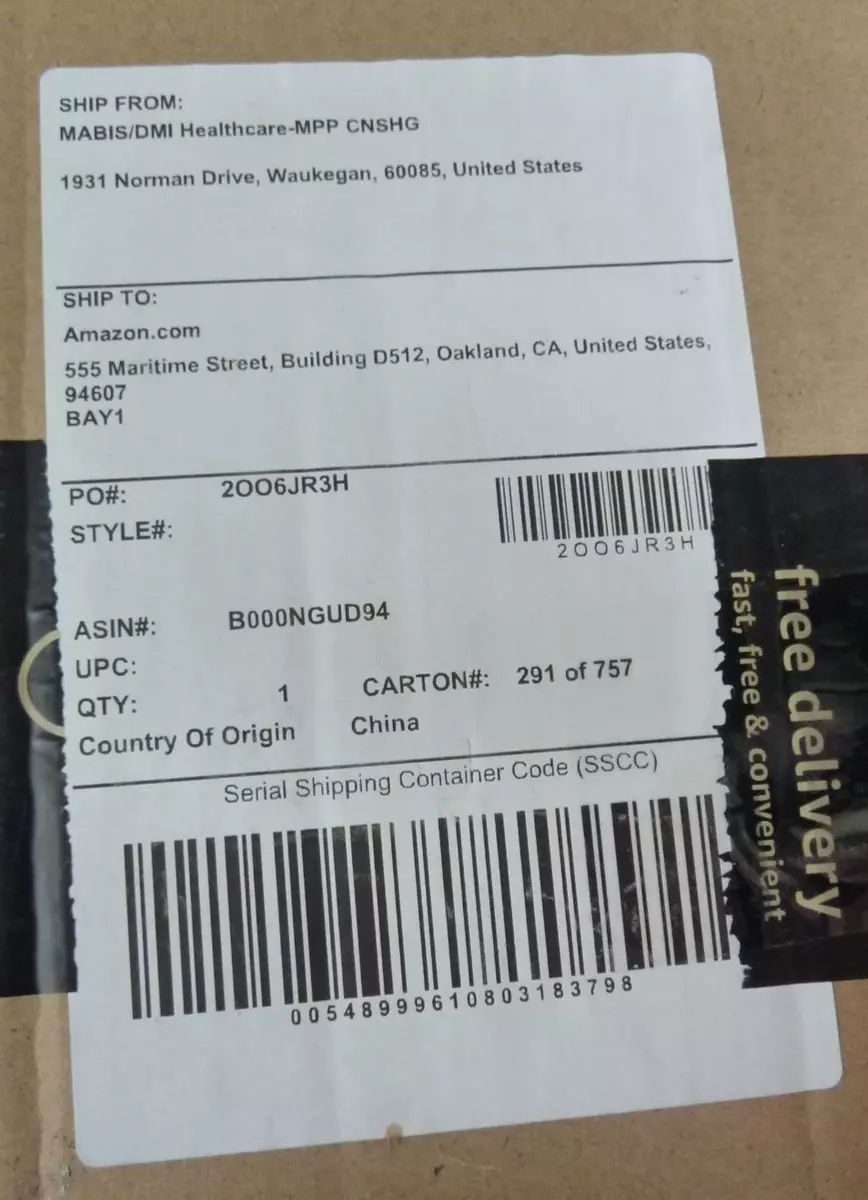 SHIP FROM:
MABIS/DMI Healthcare-MPP CNSHG
1931 Norman Drive, Waukegan, 60085, United States
SHIP TO:
Amazon.com
555 Maritime Street, Building D512, Oakland, CA, United States,
94607
BAY1
PO#: 2OO6JR3H
2OO6JR3H
STYLE#:
ASIN#: B000NGUD94
UPC:
QTY: 1 CARTON#: 291 of 757
Country Of Origin China
Serial Shipping Container Code (SSCC)
00548999610803183798
free delivery
fast, free & convenient